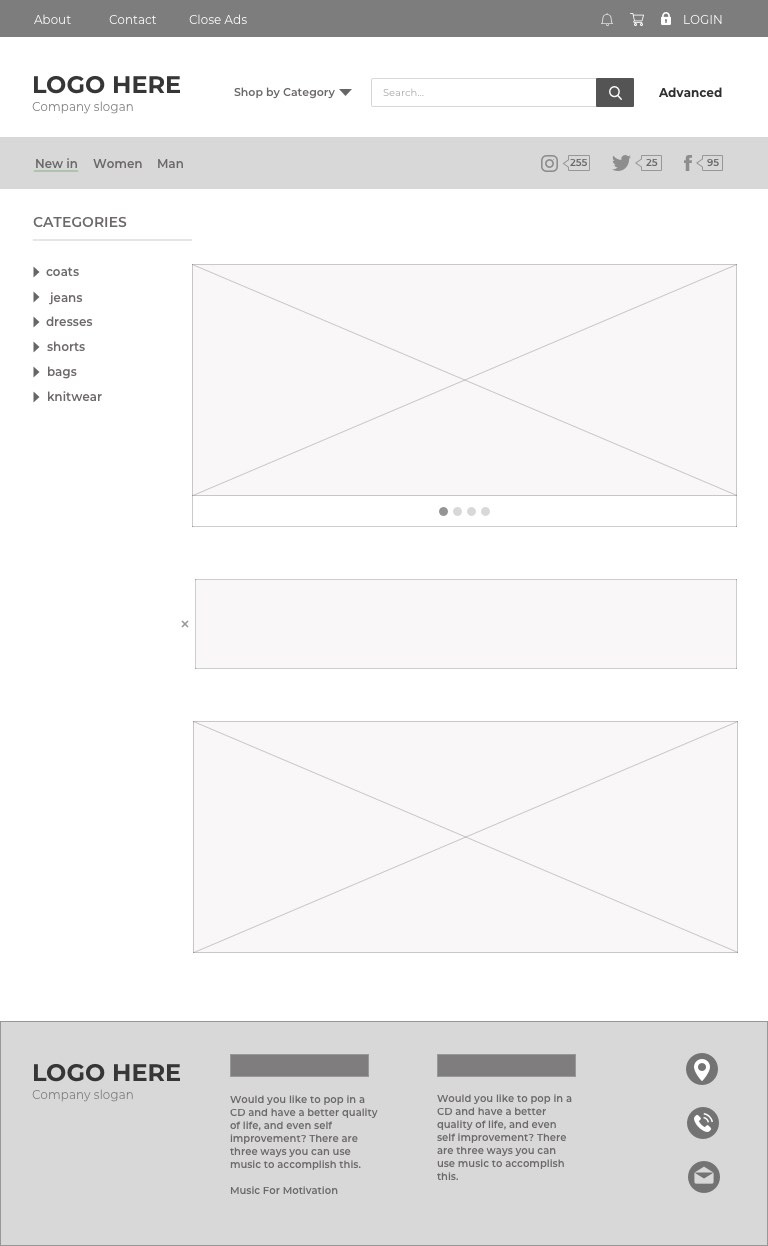 About Contact Close Ads LOGIN
LOGO HERE
Company slogan
Shop by Category Search... Advanced
New in Women Man 255 25 95
CATEGORIES
coats
jeans
dresses
shorts
bags
knitwear
LOGO HERE
Company slogan
Would you like to pop in a
CD and have a better quality
of life, and even self
improvement? There are
three ways you can use
music to accomplish this.
Music For Motivation
Would you like to pop in a
CD and have a better
quality of life, and even
self improvement? There
are three ways you can
use music to accomplish
this.